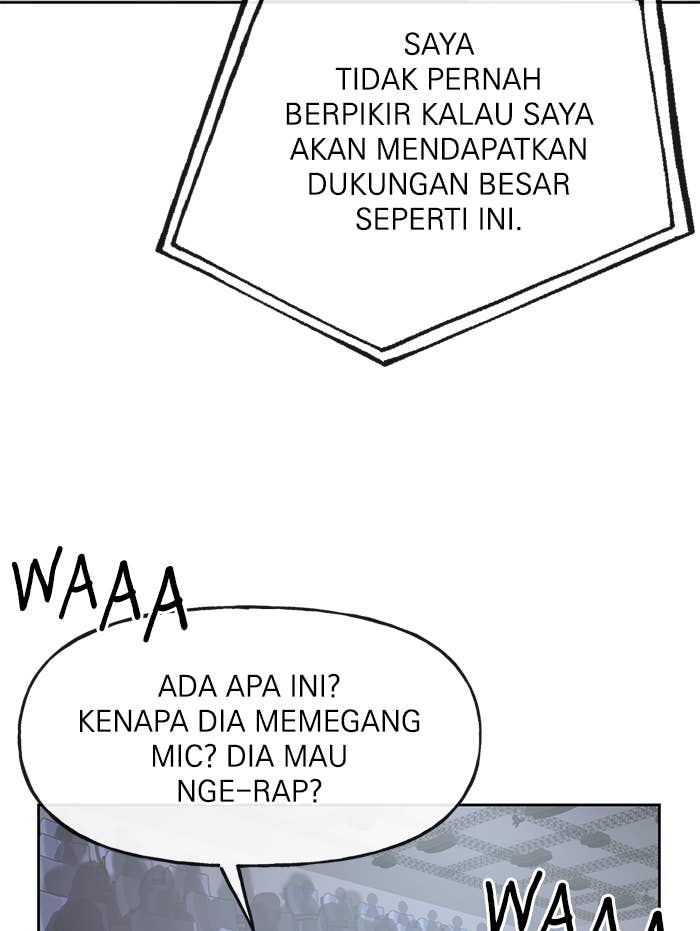 SAYA
TIDAK PERNAH
BERPIKIR KALAU SAYA
AKAN MENDAPATKAN
DUKUNGAN BESAR
SEPERTI INI.
WAAA
ADA APA INI?
KENAPA DIA MEMEGANG
MIC? DIA MAU
NGE-RAP?
WAAA